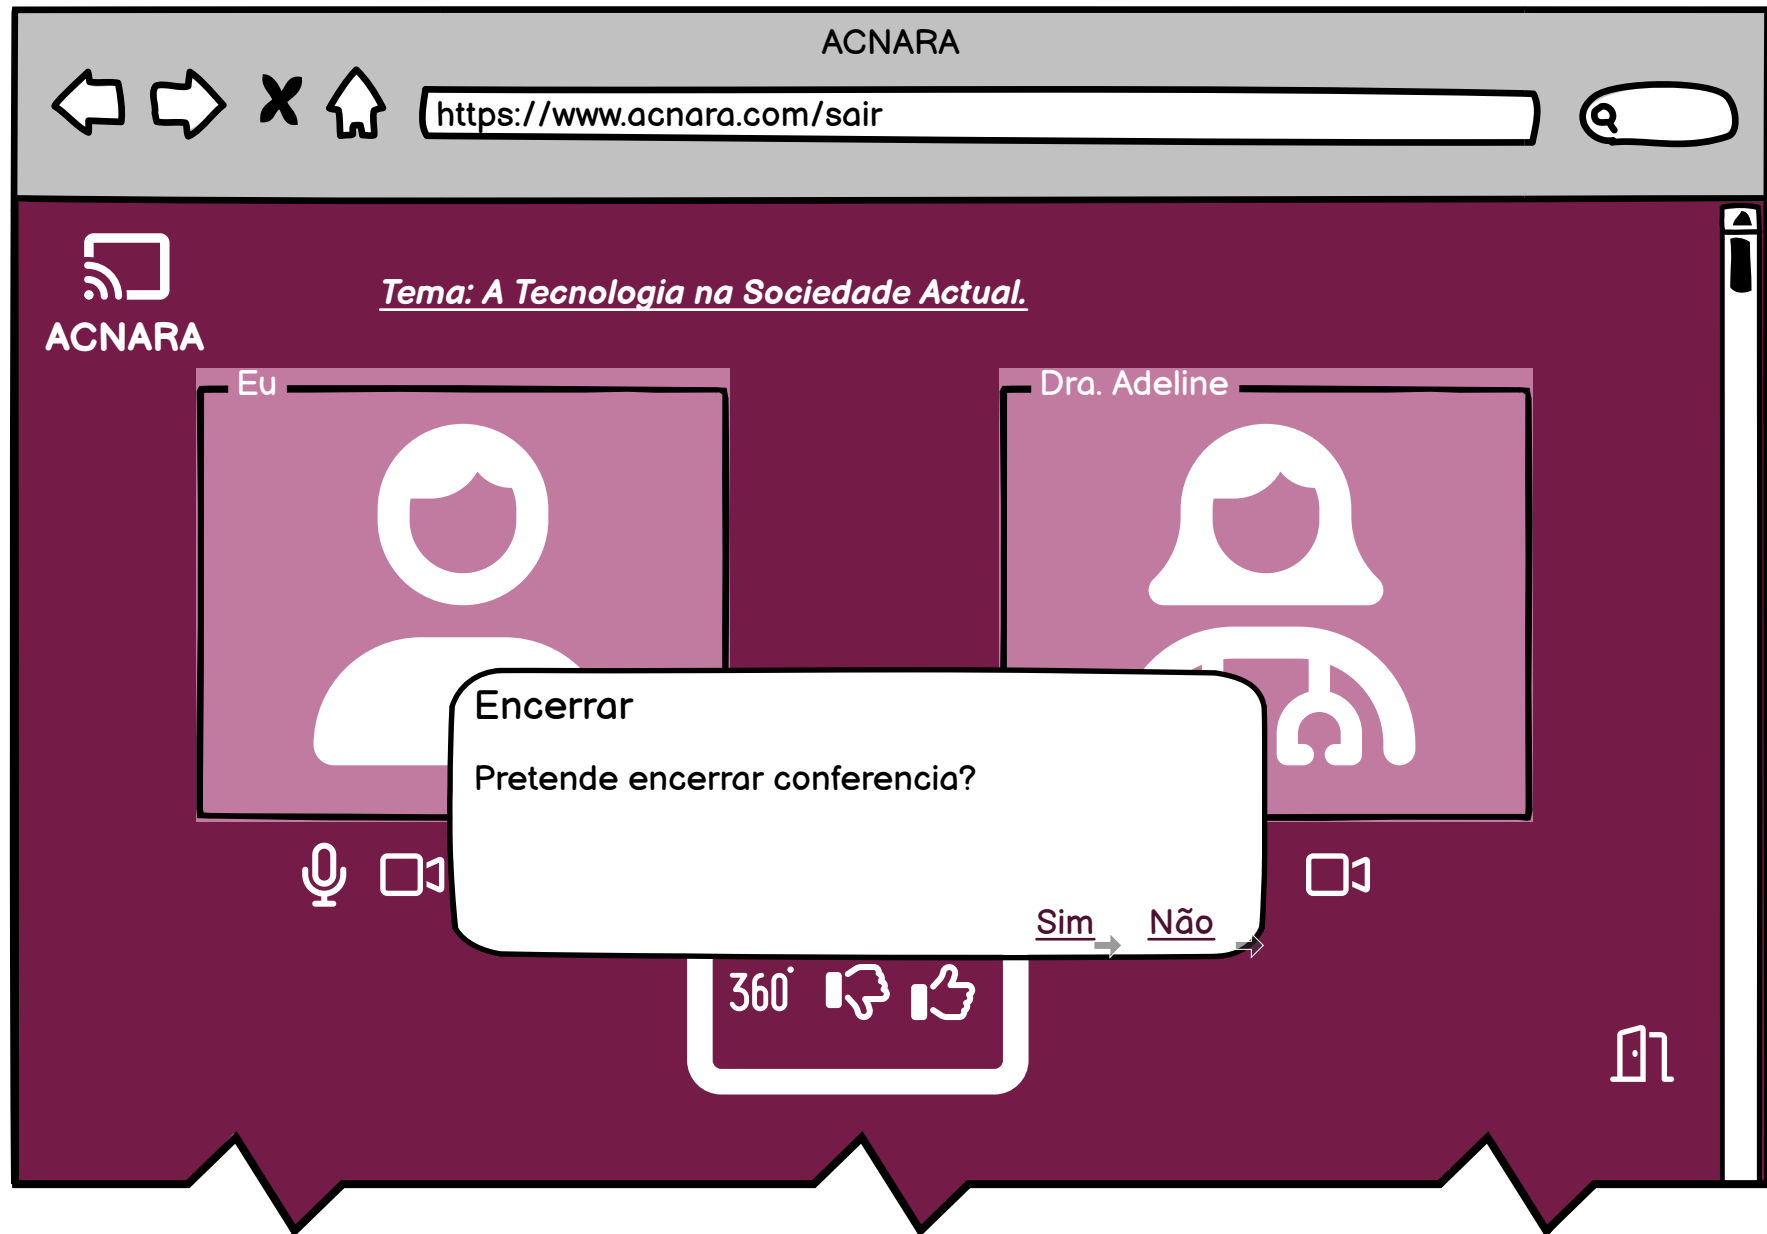 ACNARA
https://www.acnara.com/sair
Tema: A Tecnologia na Sociedade Actual.
ACNARA
Eu
Dra. Adeline
Encerrar
Pretende encerrar conferencia?
Sim Não
360°